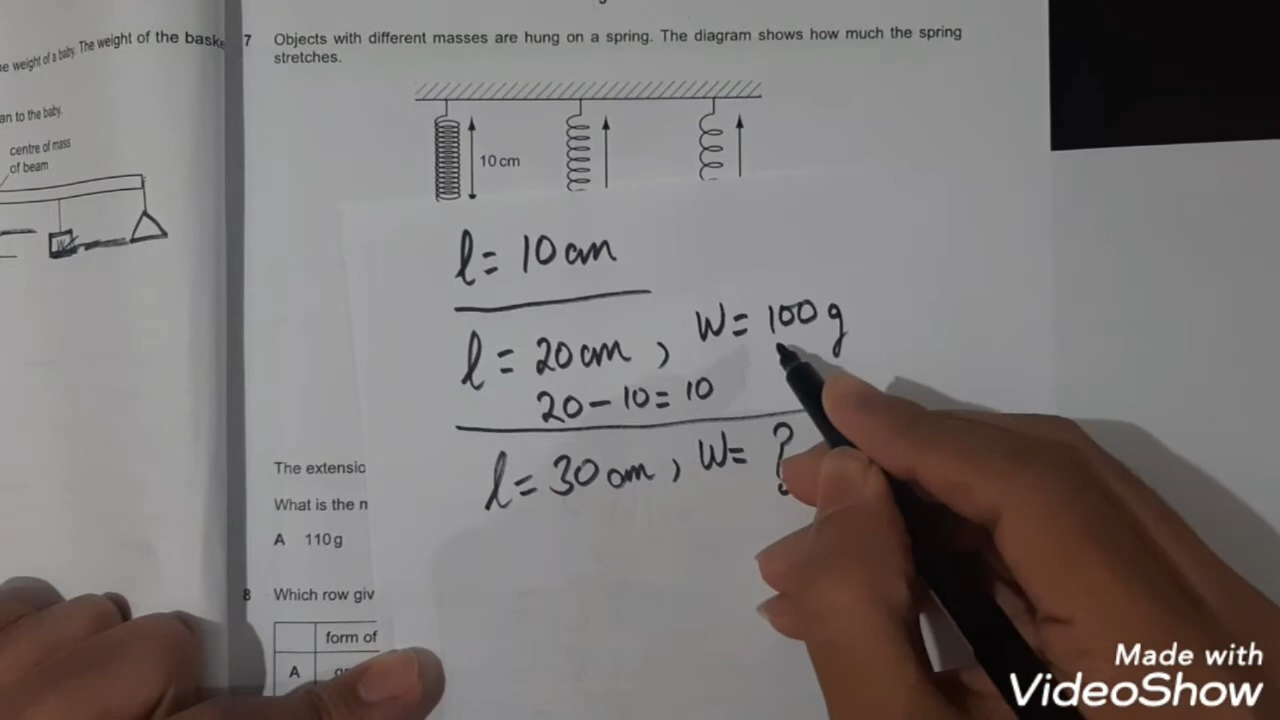 e weight of a baby. The weight of the baske
an to the baby.
centre of mass
of beam
W
7 Objects with different masses are hung on a spring. The diagram shows how much the spring
stretches.
10 cm
l = 10 cm
l = 20 cm , W = 100 g
20 - 10 = 10
l = 30 cm , W = ?
The extensio
What is the n
A 110 g
8 Which row giv
form of
A
Made with
VideoShow